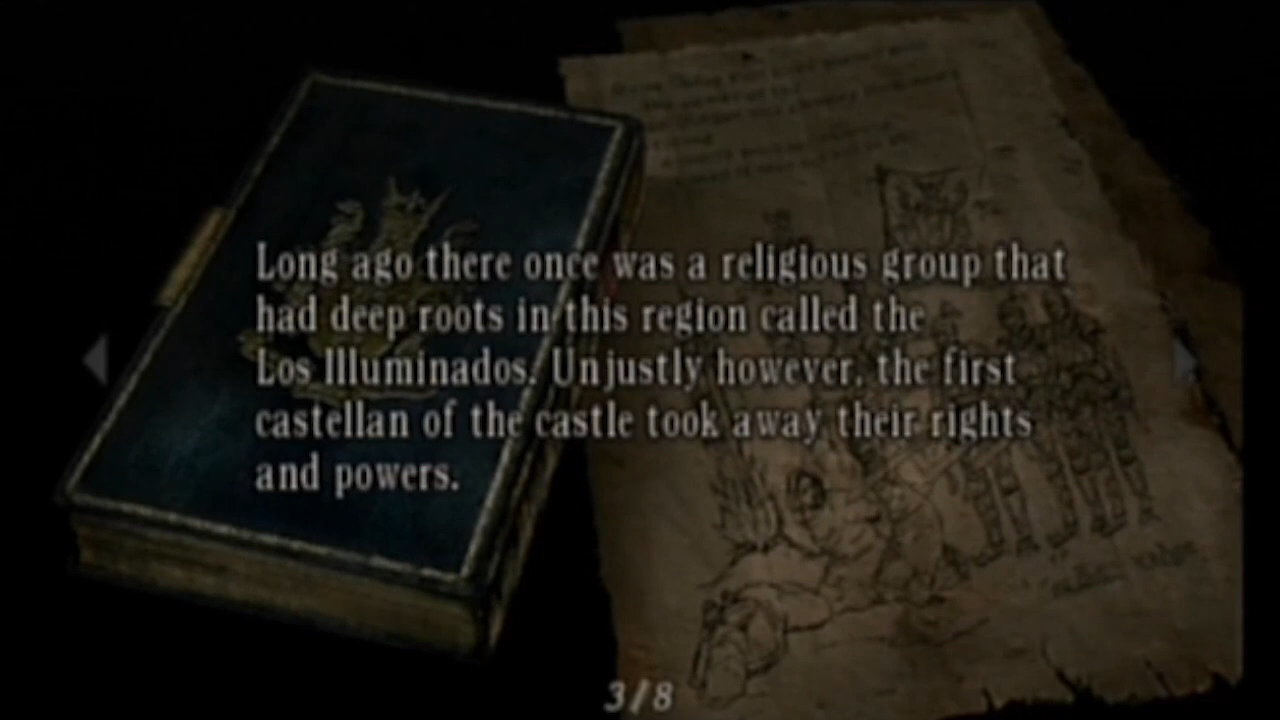 Long ago there once was a religious group that
had deep roots in this region called the
Los Illuminados. Unjustly however, the first
castellan of the castle took away their rights
and powers.
3/8